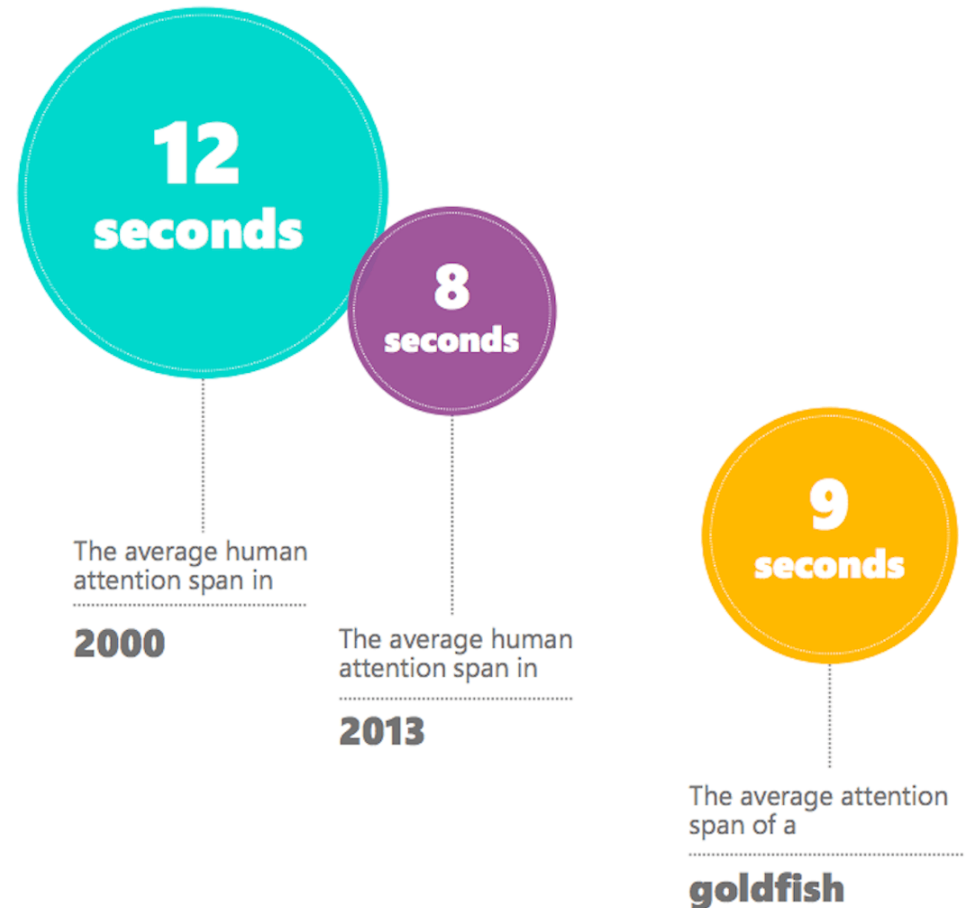 12
seconds
The average human
attention span in
2000
8
seconds
The average human
attention span in
2013
9
seconds
The average attention
span of a
goldfish